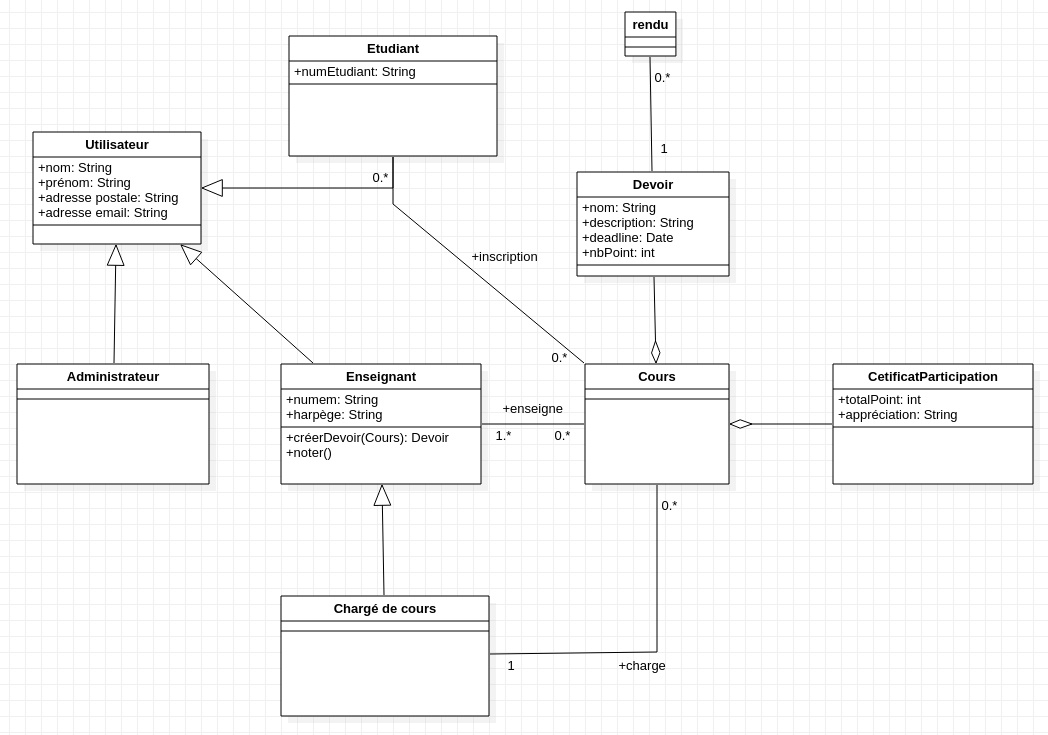 rendu
0.*
1
Etudiant
+numEtudiant: String
0.*
Utilisateur
+nom: String
+prénom: String
+adresse postale: String
+adresse email: String
Devoir
+nom: String
+description: String
+deadline: Date
+nbPoint: int
+inscription
0.*
Administrateur
Enseignant
+numem: String
+harpège: String
+créerDevoir(Cours): Devoir
+noter()
+enseigne
1.*
0.*
Cours
CetificatParticipation
+totalPoint: int
+appréciation: String
0.*
Chargé de cours
1
+charge